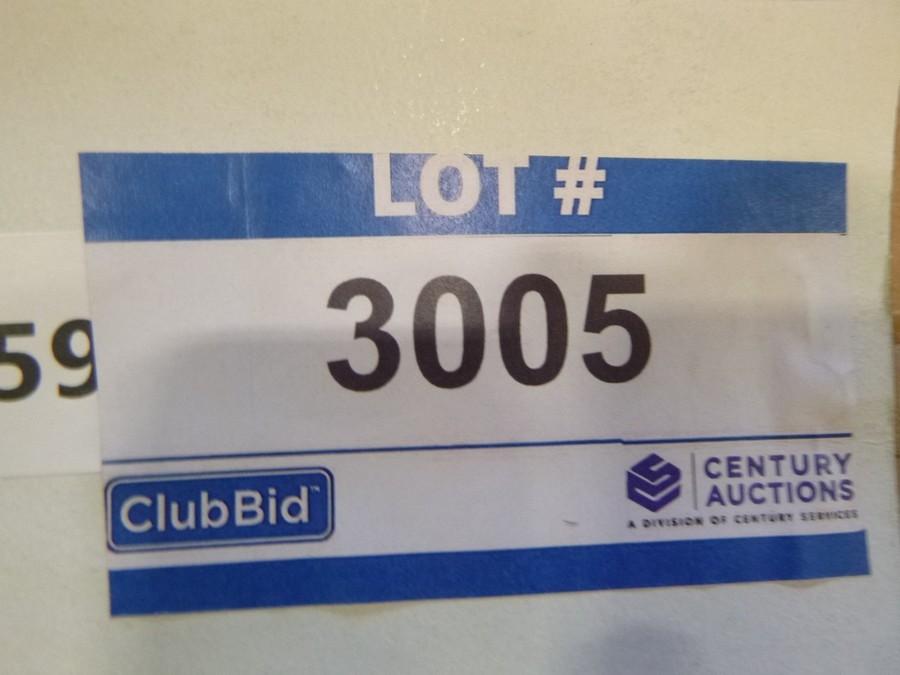 LOT #
3005
59
ClubBid™
CENTURY
AUCTIONS
A DIVISION OF CENTURY SERVICES